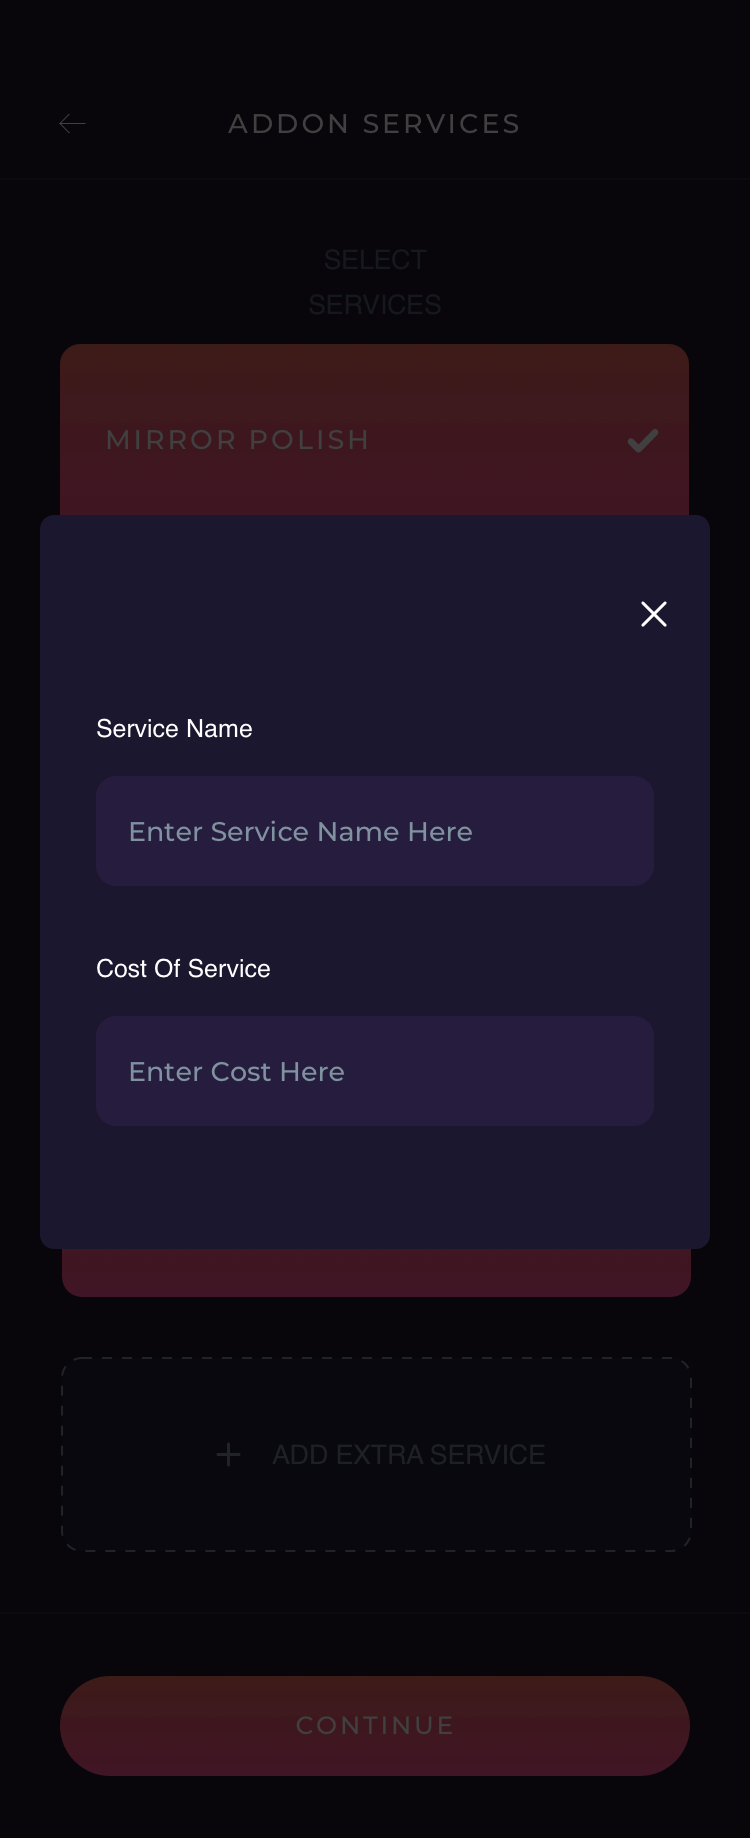 ADDON SERVICES
SELECT
SERVICES
MIRROR POLISH
Service Name
Enter Service Name Here
Cost Of Service
Enter Cost Here
ADD EXTRA SERVICE
CONTINUE